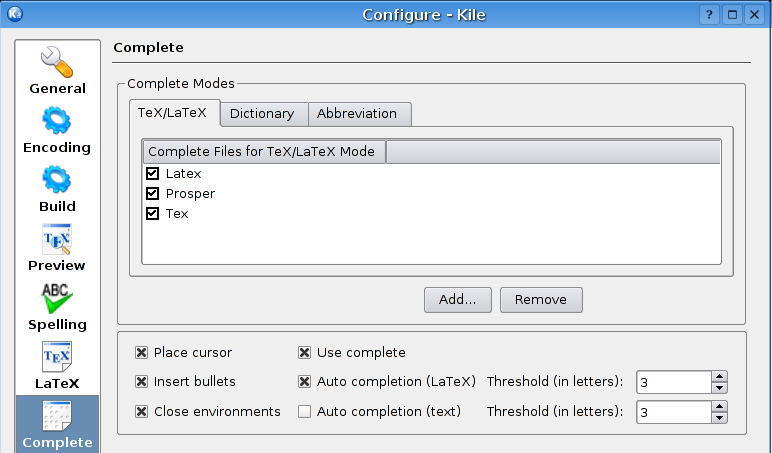 Configure - Kile
General
Encoding
Build
Preview
Spelling
LaTeX
Complete
Complete
Complete Modes
TeX/LaTeX Dictionary Abbreviation
Complete Files for TeX/LaTeX Mode
Latex
Prosper
Tex
Add... Remove
Place cursor Use complete
Insert bullets Auto completion (LaTeX) Threshold (in letters): 3
Close environments Auto completion (text) Threshold (in letters): 3